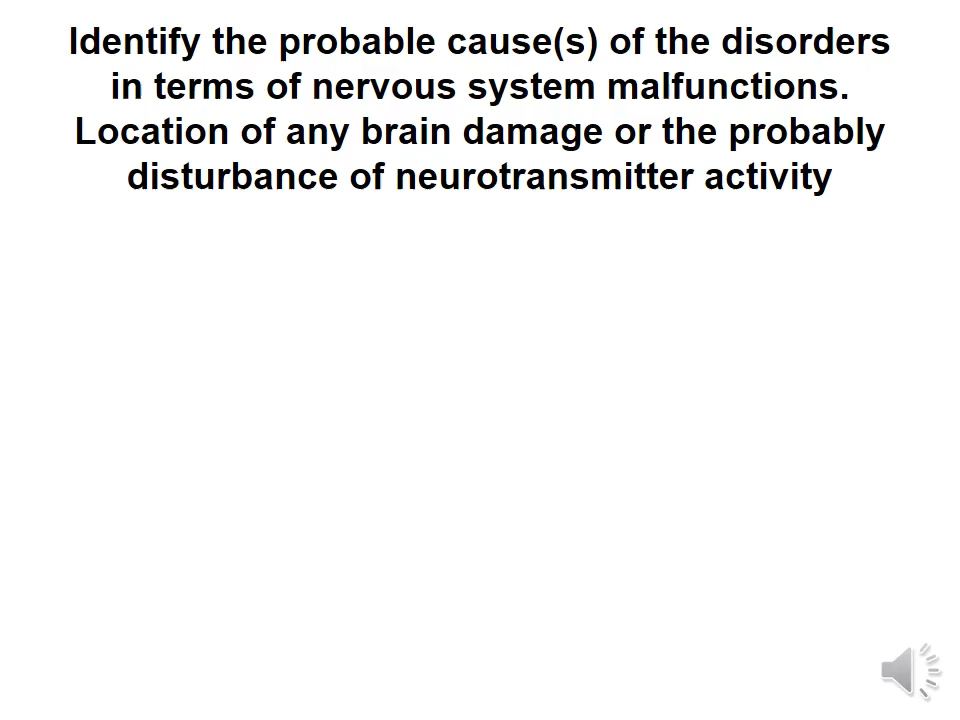 Identify the probable cause(s) of the disorders
in terms of nervous system malfunctions.
Location of any brain damage or the probably
disturbance of neurotransmitter activity